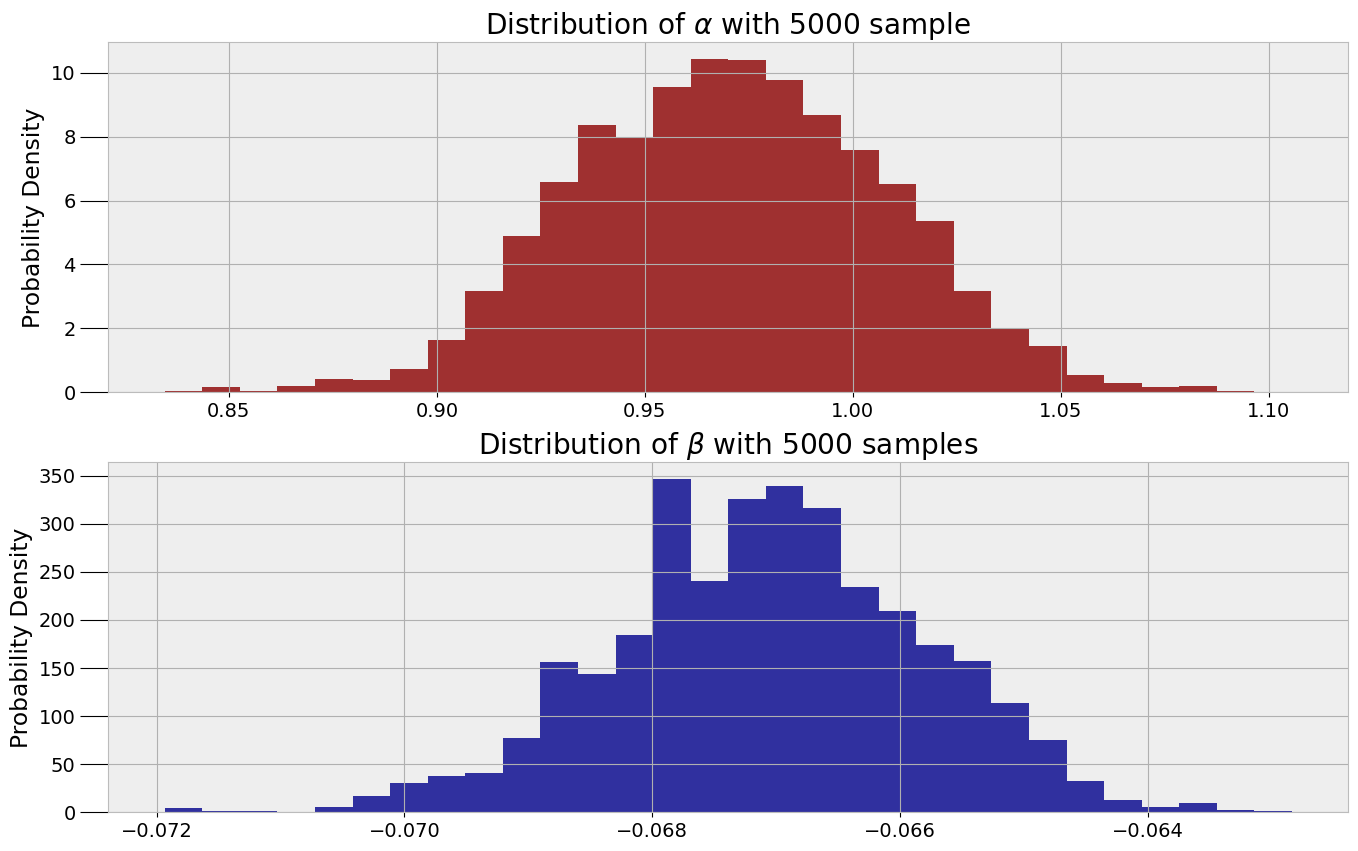 Distribution of α with 5000 sample
Probability Density
10
8
6
4
2
0
0.85 0.90 0.95 1.00 1.05 1.10
Distribution of β with 5000 samples
Probability Density
350
300
250
200
150
100
50
0
−0.072 −0.070 −0.068 −0.066 −0.064